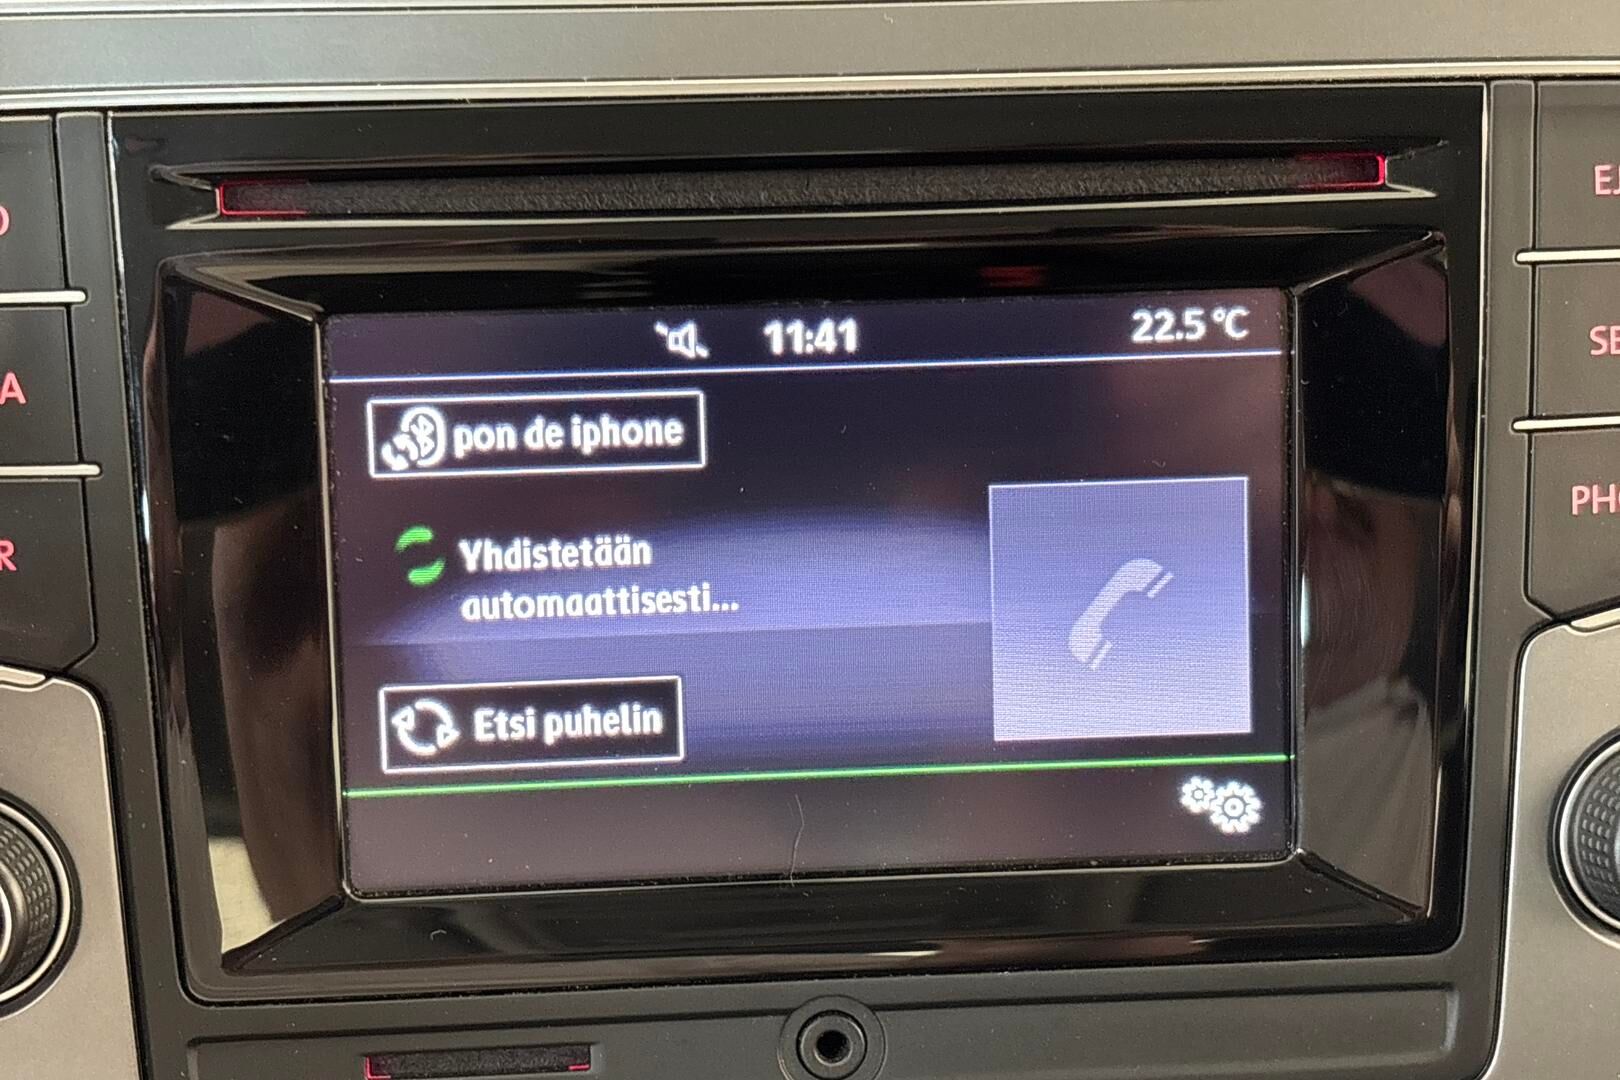 11:41 22.5 °C
pon de iphone
Yhdistetään
automaattisesti...
Etsi puhelin